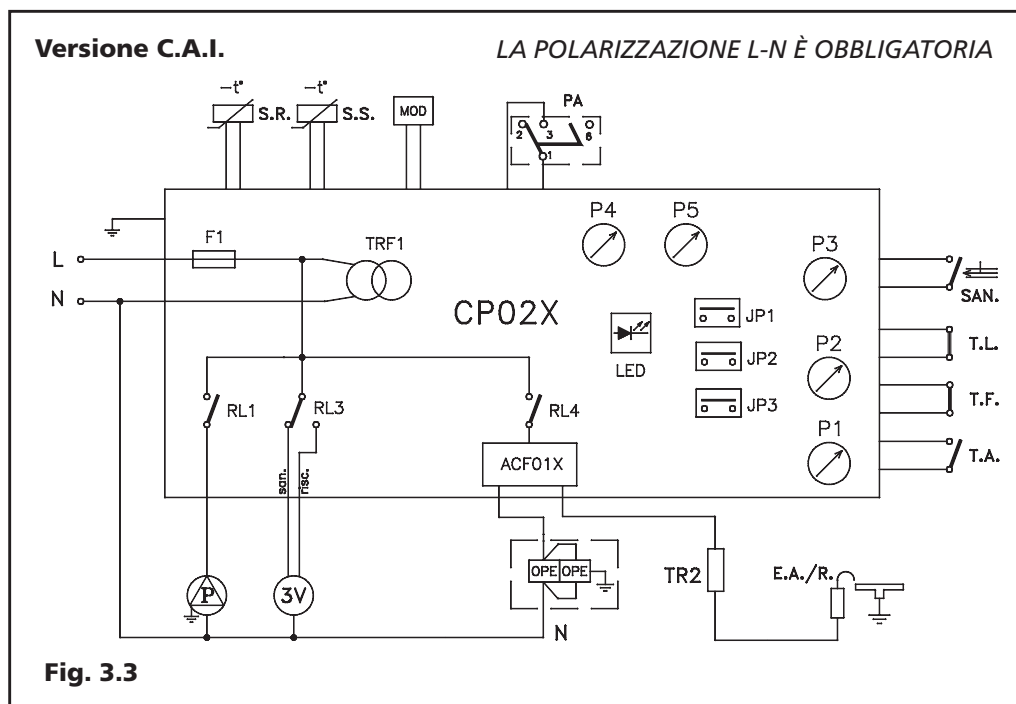 Versione C.A.I.
LA POLARIZZAZIONE L-N È OBBLIGATORIA
-t°
S.R.
-t°
S.S.
MOD
PA
2
3
6
1
P4
P5
F1
TRF1
L
N
CP02X
P3
SAN.
JP1
LED
JP2
P2
T.L.
JP3
T.F.
RL1
RL3
RL4
P1
T.A.
san.
risc.
ACF01X
P
3V
OPE
OPE
N
TR2
E.A./R.
Fig. 3.3